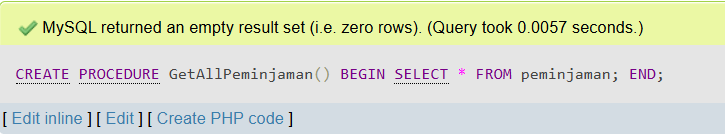 MySQL returned an empty result set (i.e. zero rows). (Query took 0.0057 seconds.)
CREATE PROCEDURE GetAllPeminjaman() BEGIN SELECT * FROM peminjaman; END;
[ Edit inline ] [ Edit ] [ Create PHP code ]